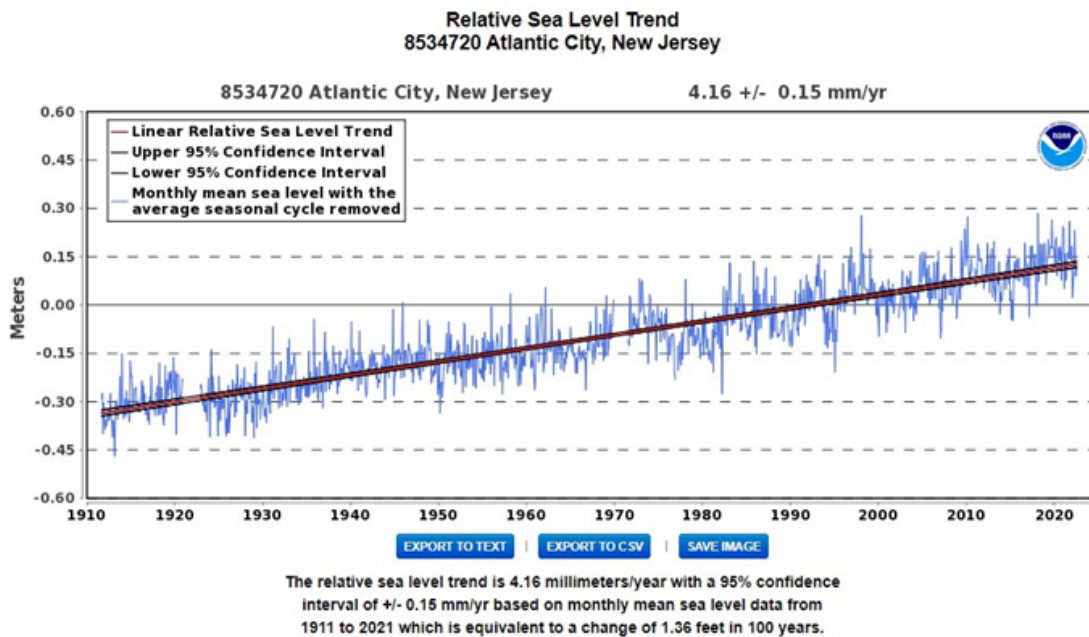 Relative Sea Level Trend
8534720 Atlantic City, New Jersey
8534720 Atlantic City, New Jersey 4.16 +/- 0.15 mm/yr
0.60
0.45
0.30
0.15
0.00
-0.15
-0.30
-0.45
-0.60
Meters
Linear Relative Sea Level Trend
Upper 95% Confidence Interval
Lower 95% Confidence Interval
Monthly mean sea level with the
average seasonal cycle removed
NOAA
1910 1920 1930 1940 1950 1960 1970 1980 1990 2000 2010 2020
EXPORT TO TEXT | EXPORT TO CSV | SAVE IMAGE
The relative sea level trend is 4.16 millimeters/year with a 95% confidence
interval of +/- 0.15 mm/yr based on monthly mean sea level data from
1911 to 2021 which is equivalent to a change of 1.36 feet in 100 years.